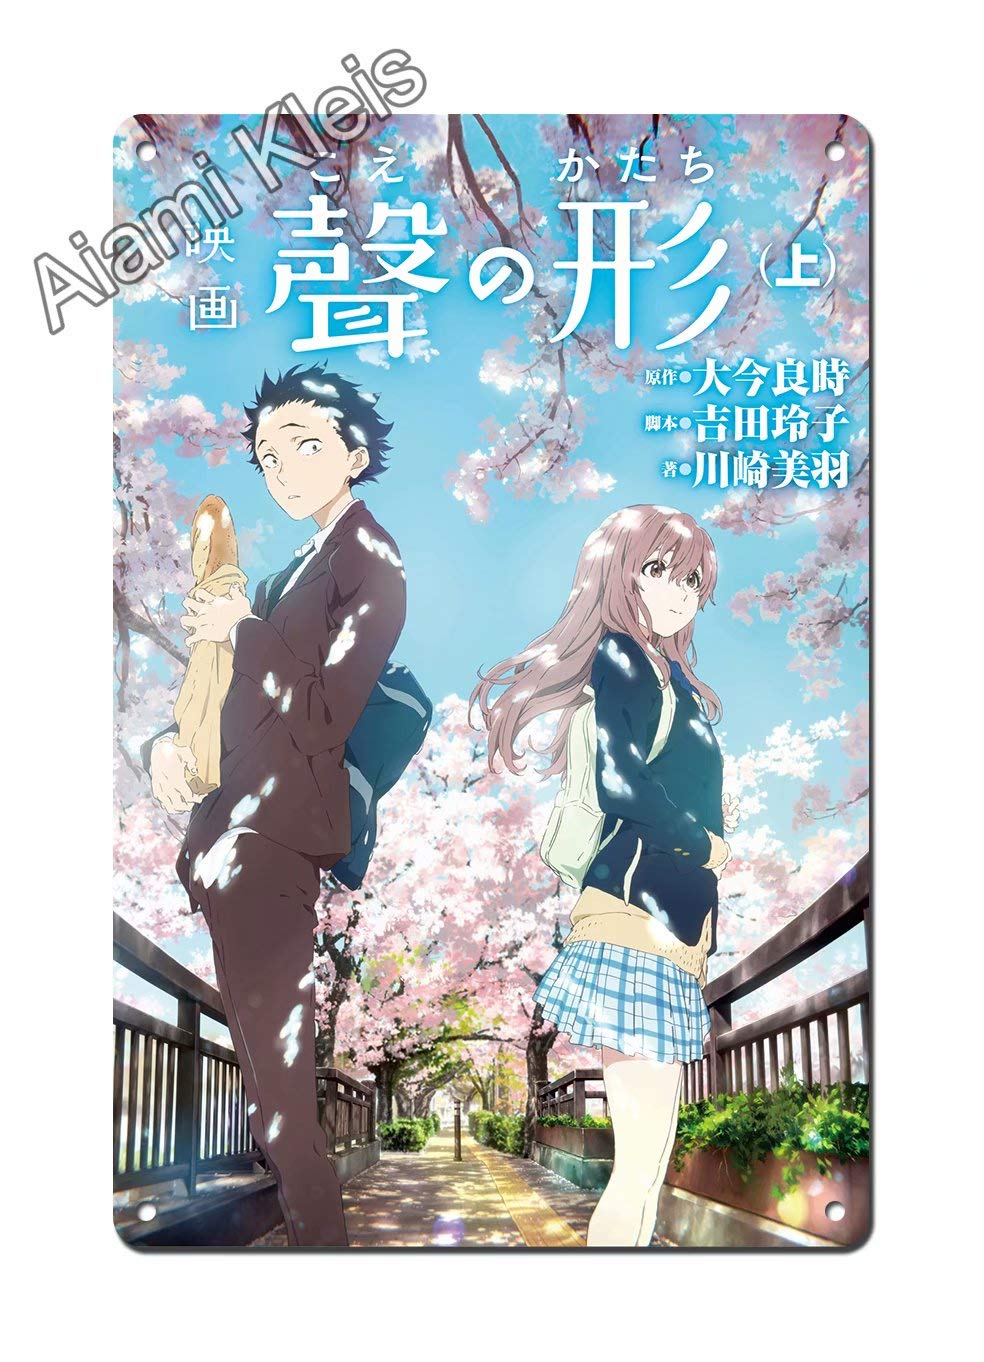 Aiami Kleis
こえ かたち
映画 聲の形(上)
原作●大今良時
脚本●吉田玲子
著●川崎美羽